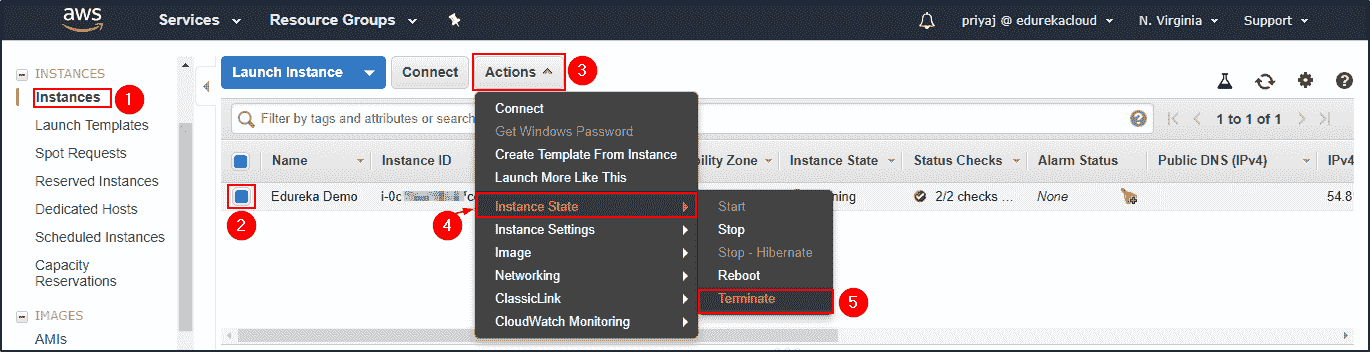 aws Services Resource Groups priyaj @ edurekacloud N. Virginia Support
INSTANCES
Instances 1
Launch Templates
Spot Requests
Reserved Instances
Dedicated Hosts
Scheduled Instances
Capacity
Reservations
IMAGES
AMIs
Launch Instance Connect Actions 3
Filter by tags and attributes or searc 1 to 1 of 1
Name Instance ID bility Zone Instance State Status Checks Alarm Status Public DNS (IPv4) IPv4
2 Edureka Demo i-0c ning 2/2 checks ... None 54.8
Connect
Get Windows Password
Create Template From Instance
Launch More Like This
4 Instance State
Instance Settings
Image
Networking
ClassicLink
CloudWatch Monitoring
Start
Stop
Stop - Hibernate
Reboot
Terminate 5